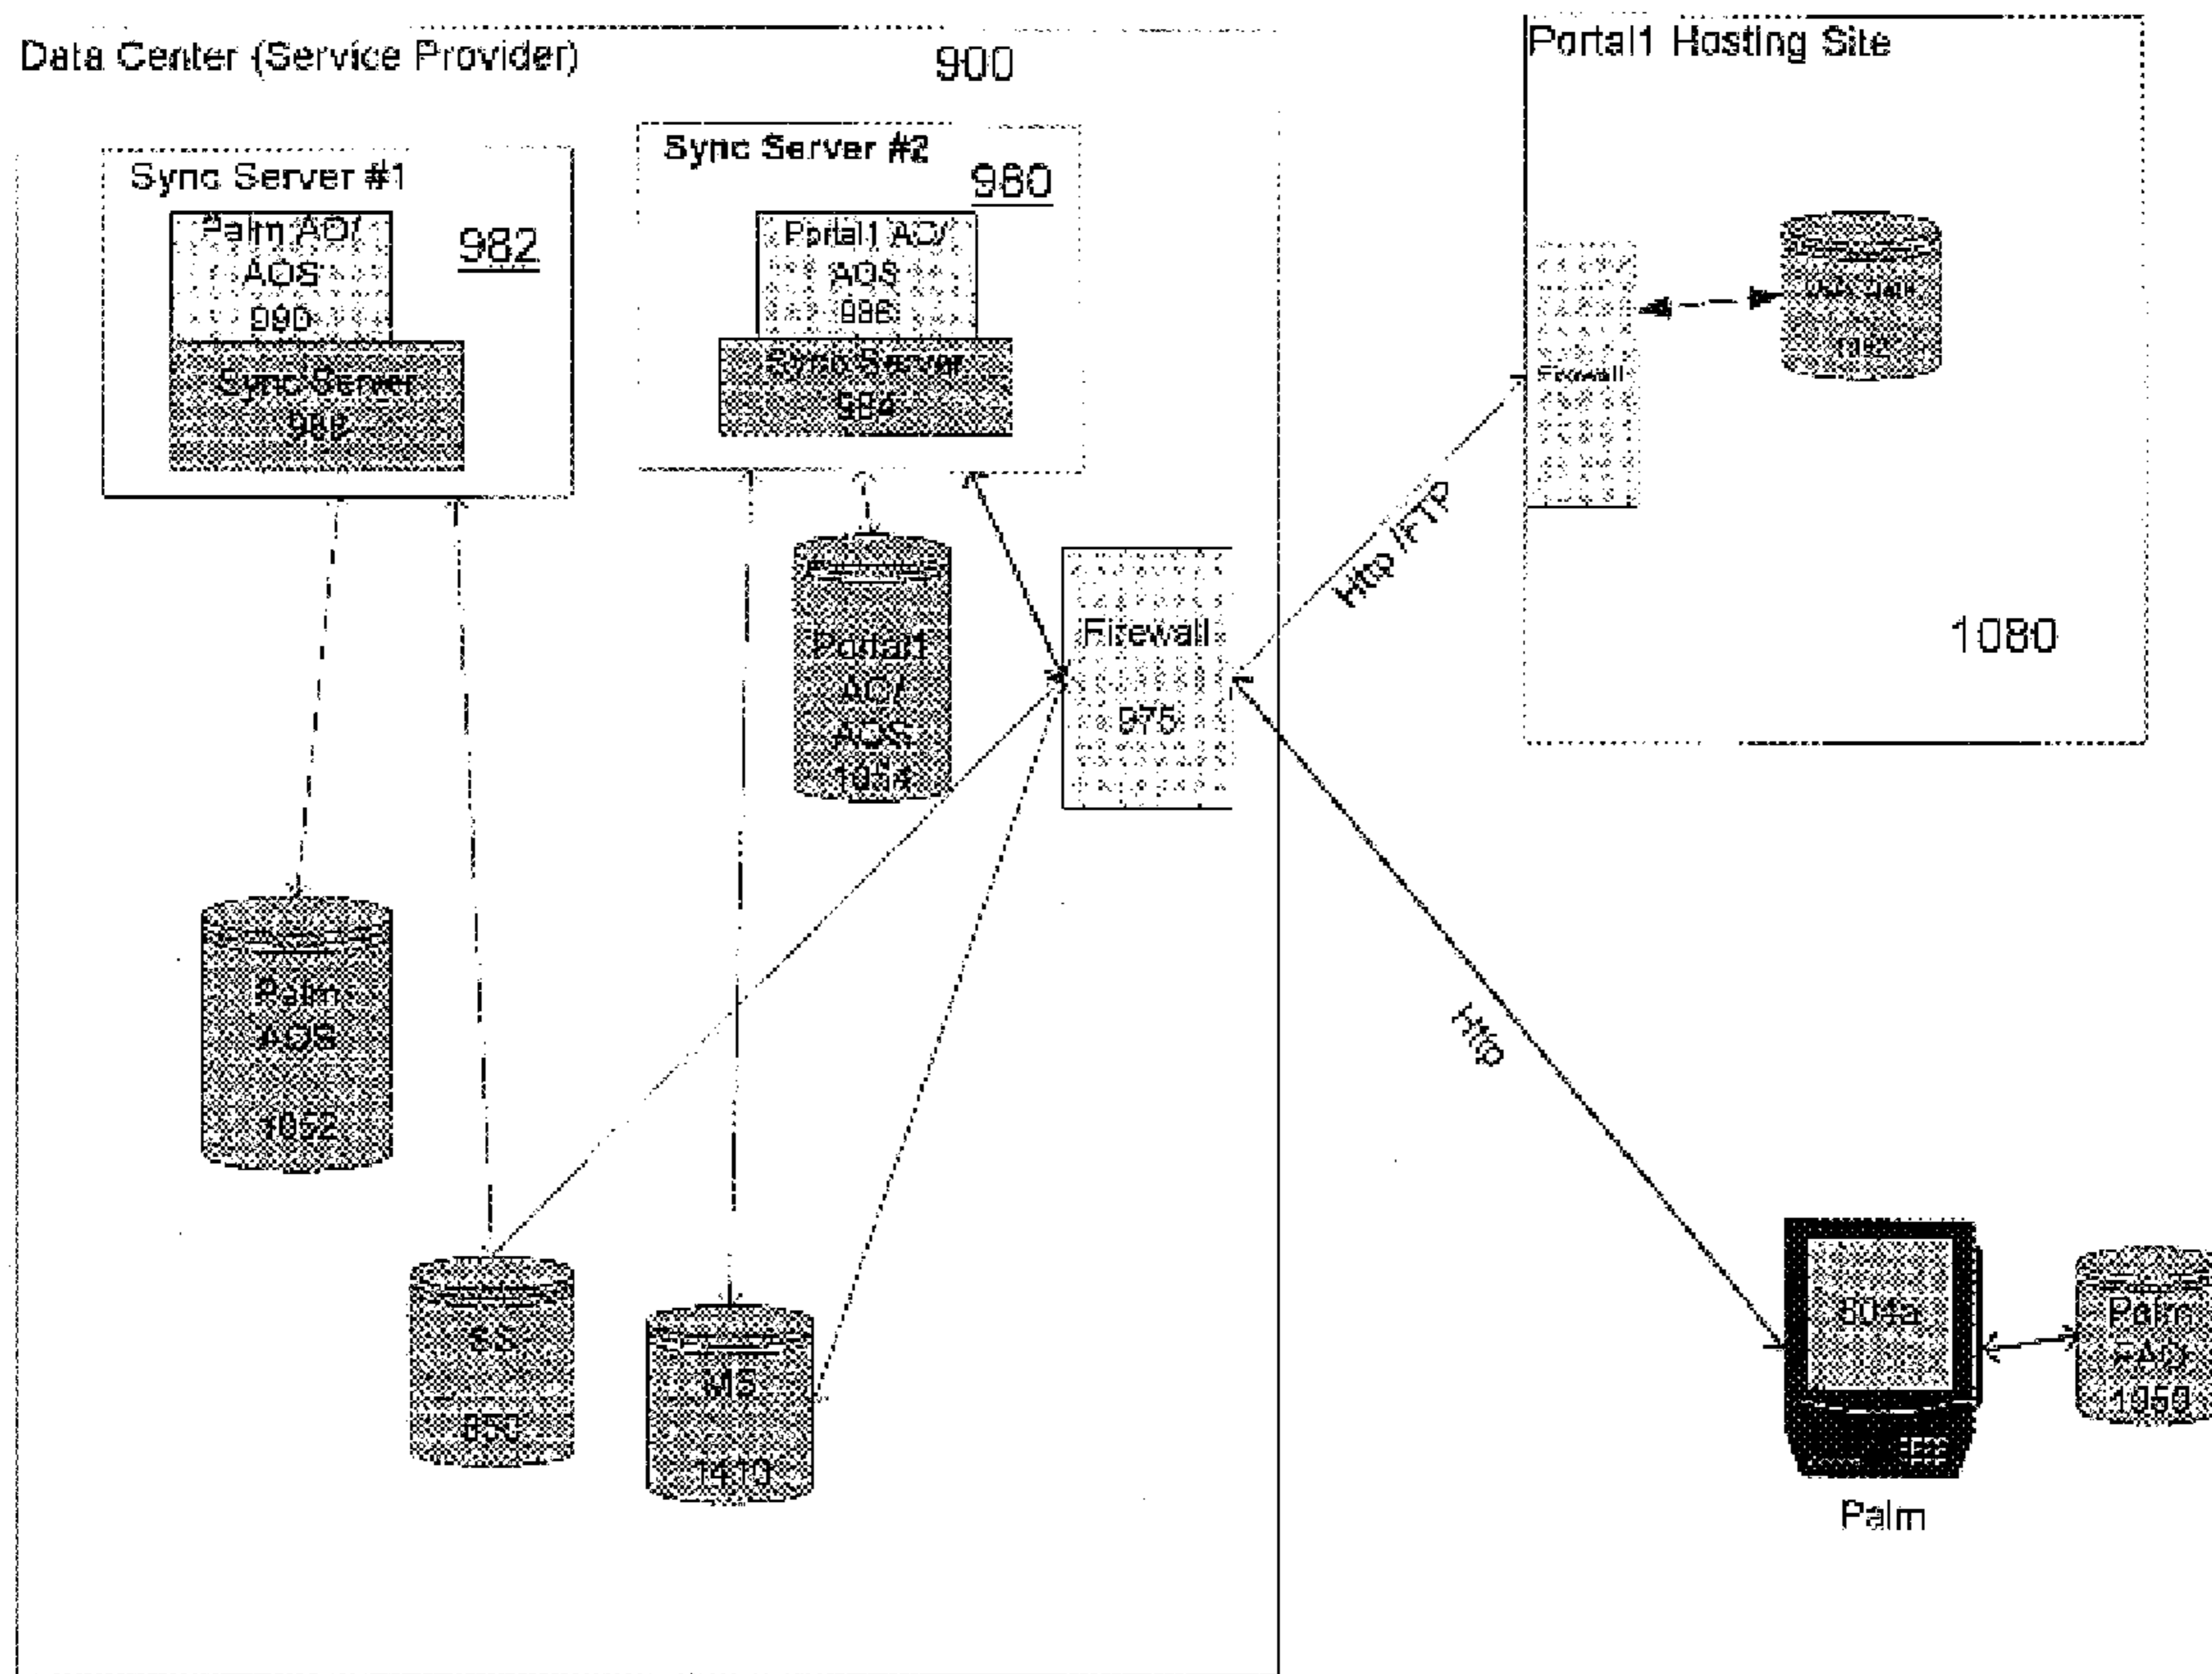 Data Center (Service Provider)
900
Portal1 Hosting Site
Sync Server #1
982
Palm AO/
AOS
990
Sync Server
988
Sync Server #2
980
Portal1 AO/
AOS
986
Sync Server
984
Firewall
Http /FTP
1080
Portal1
AO/
AOS
1054
Firewall
975
Palm
AOS
1052
Http
SS
MS
1410
Palm
1050
Palm